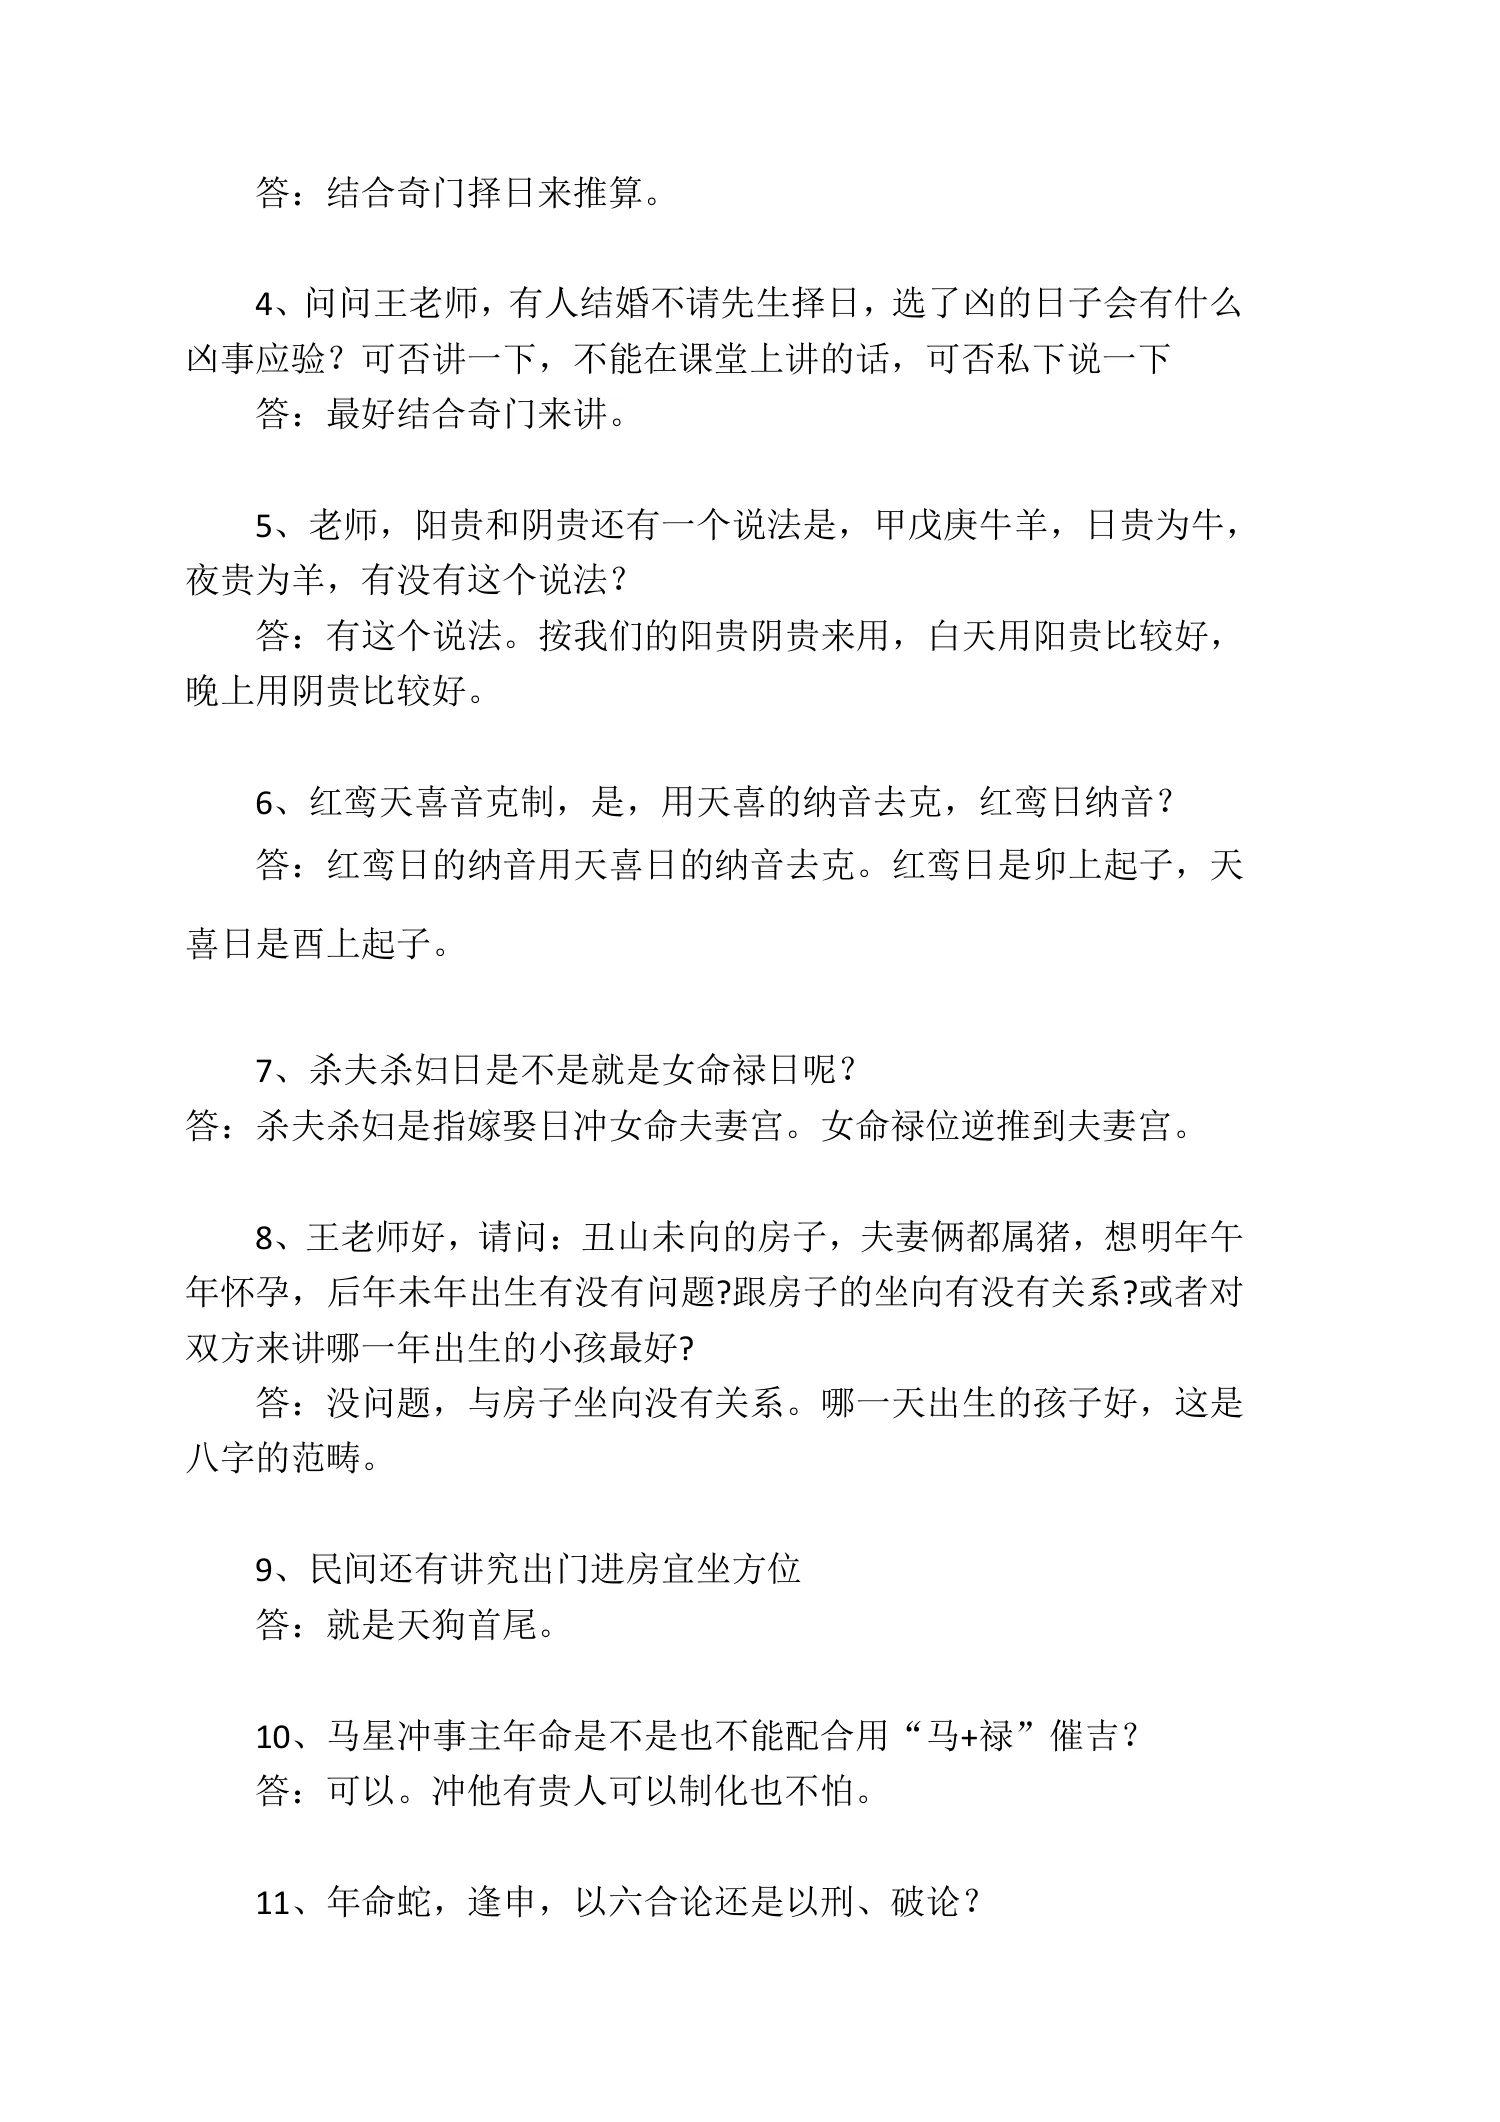 答：结合奇门择日来推算。
4、问问王老师，有人结婚不请先生择日，选了凶的日子会有什么
凶事应验？可否讲一下，不能在课堂上讲的话，可否私下说一下
答：最好结合奇门来讲。
5、老师，阳贵和阴贵还有一个说法是，甲戊庚牛羊，日贵为牛，
夜贵为羊，有没有这个说法？
答：有这个说法。按我们的阳贵阴贵来用，白天用阳贵比较好，
晚上用阴贵比较好。
6、红鸾天喜音克制，是，用天喜的纳音去克，红鸾日纳音？
答：红鸾日的纳音用天喜日的纳音去克。红鸾日是卯上起子，天
喜日是酉上起子。
7、杀夫杀妇日是不是就是女命禄日呢？
答：杀夫杀妇是指嫁娶日冲女命夫妻宫。女命禄位逆推到夫妻宫。
8、王老师好，请问：丑山未向的房子，夫妻俩都属猪，想明年午
年怀孕，后年未年出生有没有问题?跟房子的坐向有没有关系?或者对
双方来讲哪一年出生的小孩最好?
答：没问题，与房子坐向没有关系。哪一天出生的孩子好，这是
八字的范畴。
9、民间还有讲究出门进房宜坐方位
答：就是天狗首尾。
10、马星冲事主年命是不是也不能配合用“马+禄”催吉？
答：可以。冲他有贵人可以制化也不怕。
11、年命蛇，逢申，以六合论还是以刑、破论？